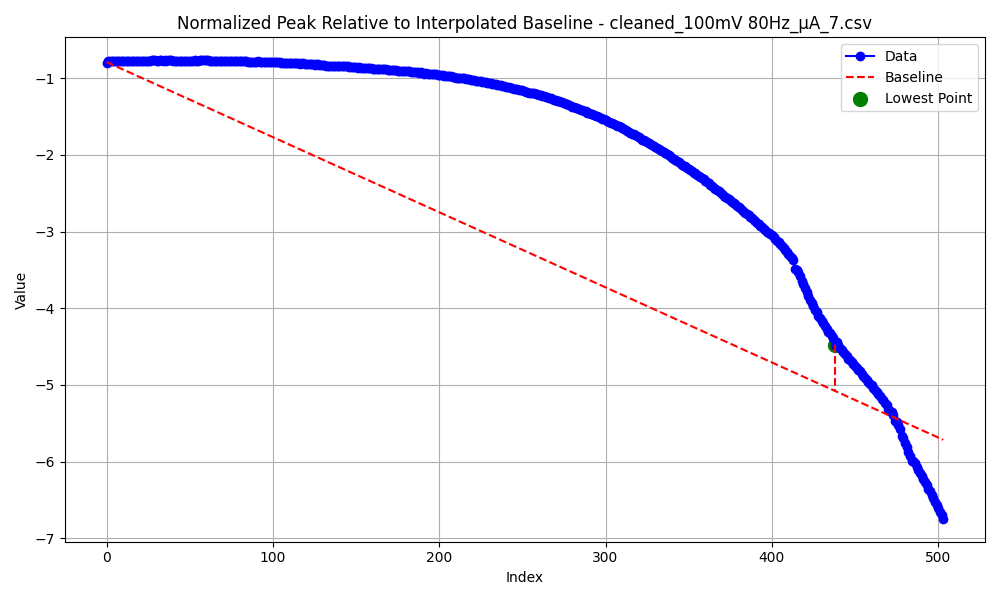 Normalized Peak Relative to Interpolated Baseline - cleaned_100mV 80Hz_µA_7.csv
Data
Baseline
Lowest Point
Value
−1
−2
−3
−4
−5
−6
−7
0
100
200
300
400
500
Index